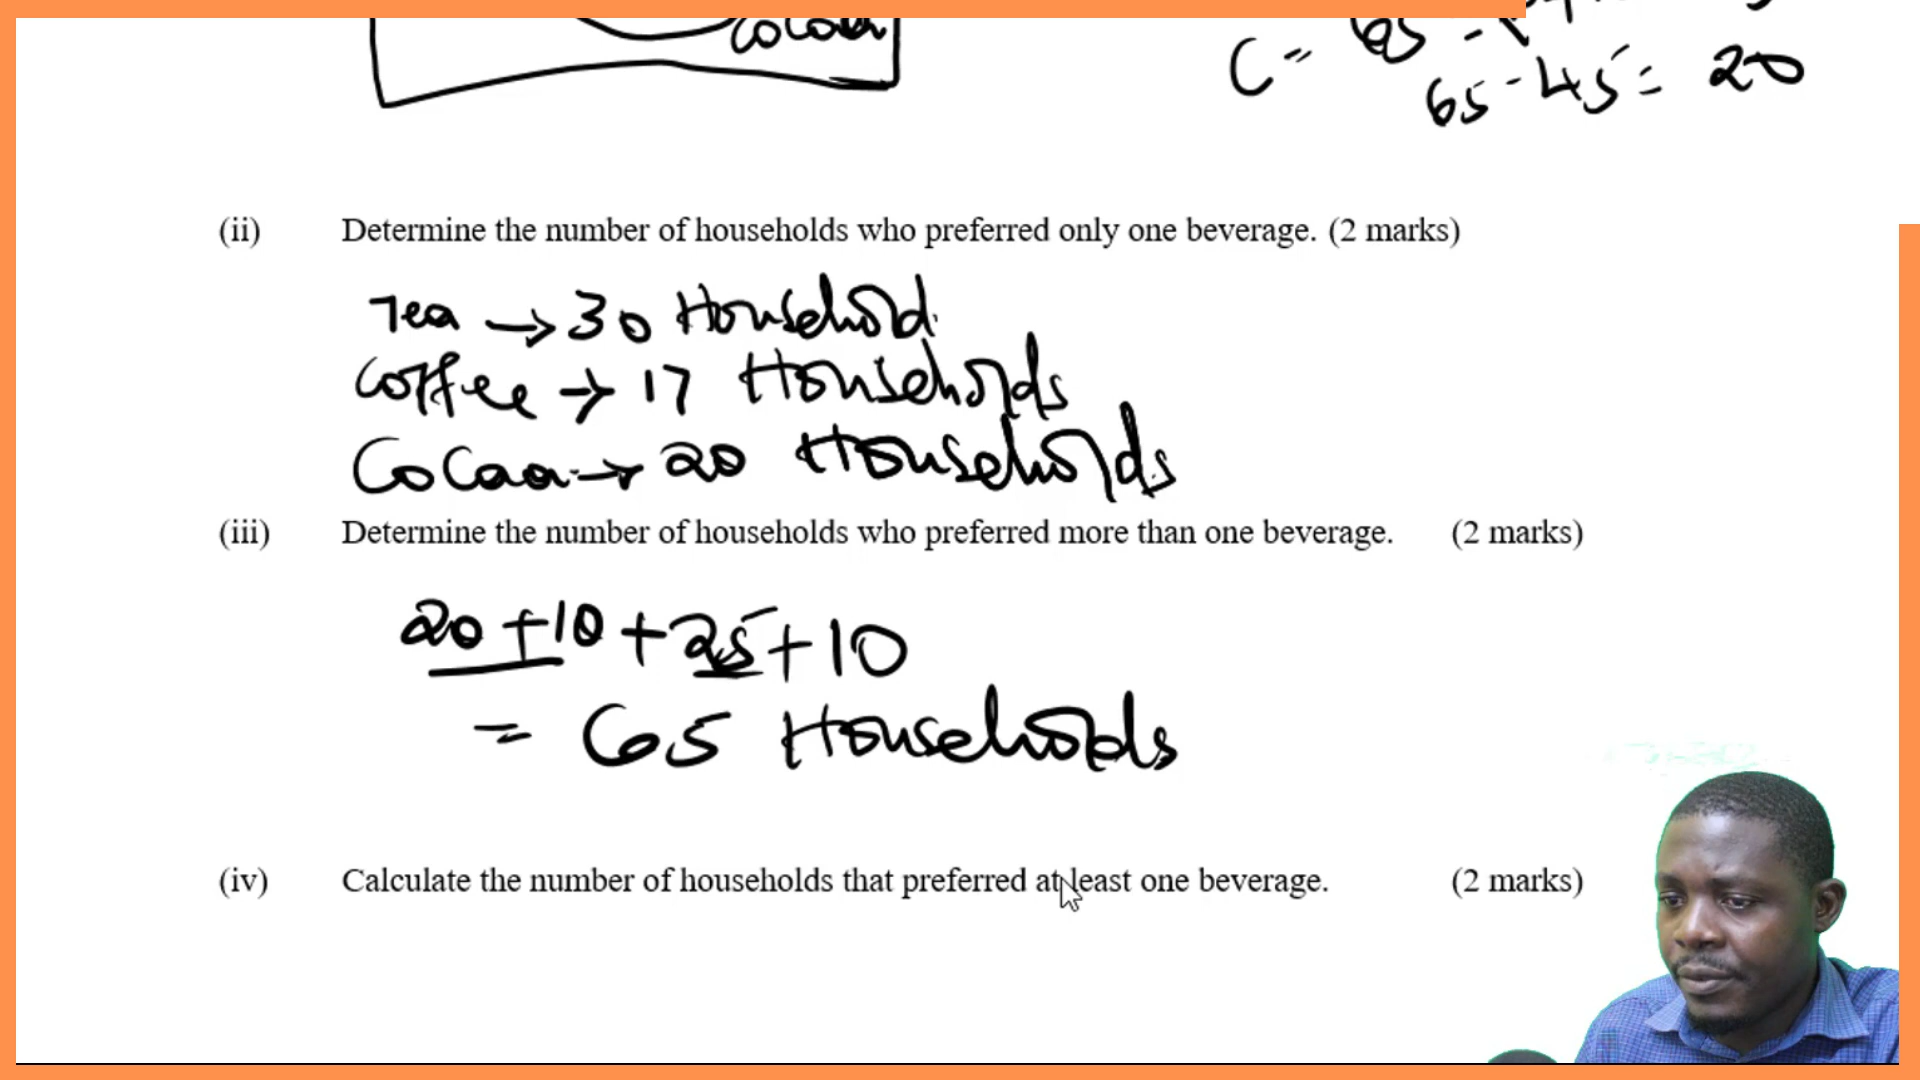 cocoa
C = 65 -
65 - 45 = 20
(ii) Determine the number of households who preferred only one beverage. (2 marks)
Tea → 30 Household.
Coffee → 17 Households
Cocoa → 20 Households
(iii) Determine the number of households who preferred more than one beverage. (2 marks)
20 + 10 + 25 + 10
= 65 Households
(iv) Calculate the number of households that preferred at least one beverage. (2 marks)